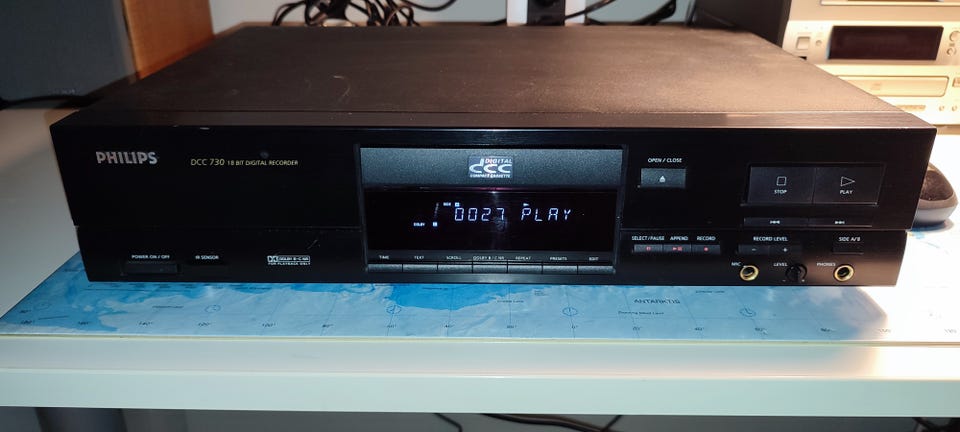 PHILIPS
DCC 730 18 BIT DIGITAL RECORDER
DIGITAL
dcc
COMPACT CASSETTE
OPEN / CLOSE
STOP
PLAY
0027 PLAY
DOLBY B
SELECT/PAUSE
APPEND
RECORD
RECORD LEVEL
- +
SIDE A/B
POWER ON / OFF
IR SENSOR
DOLBY B-C NR
FOR PLAYBACK ONLY
TIME
TEXT
SCROLL
DOLBY B / C NR
REPEAT
PRESETS
EDIT
MIC
LEVEL
PHONES
ANTARKTIS